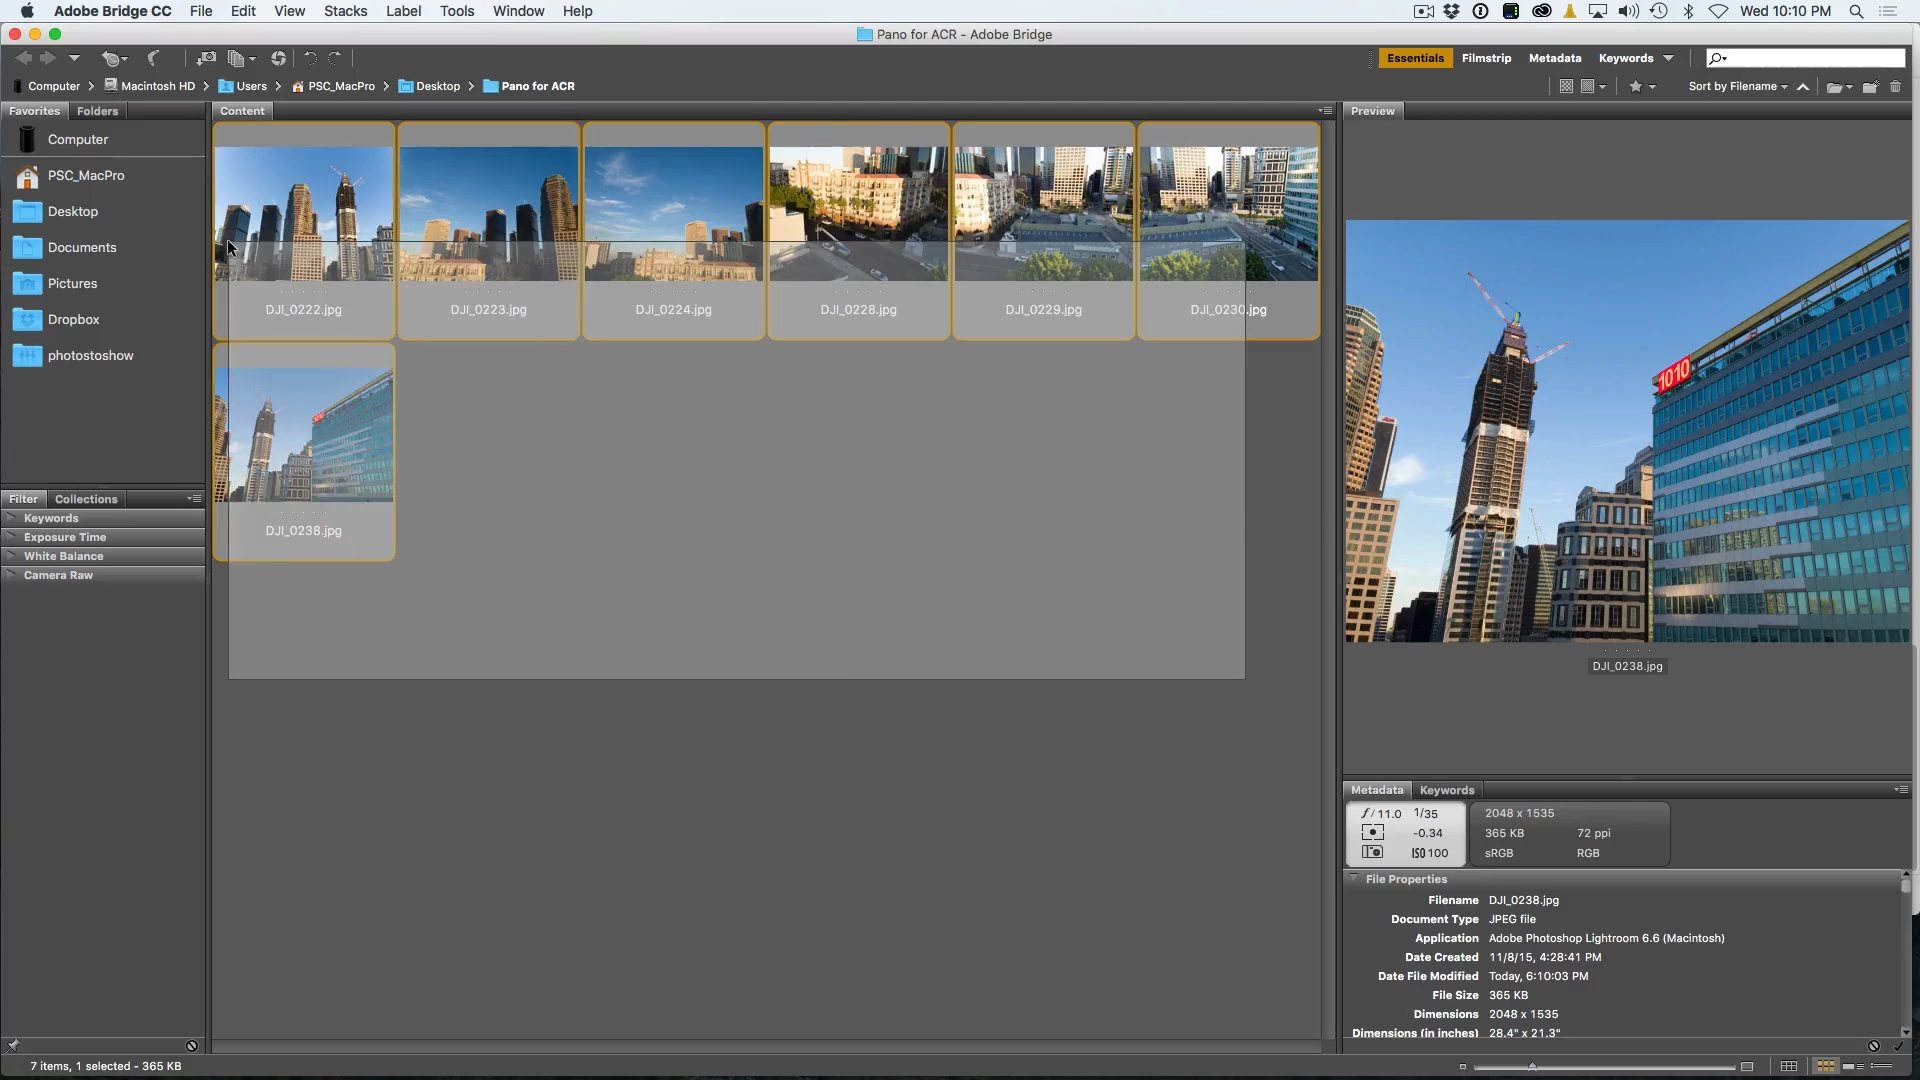 Adobe Bridge CC File Edit View Stacks Label Tools Window Help Wed 10:10 PM
Pano for ACR - Adobe Bridge
Essentials Filmstrip Metadata Keywords
Computer Macintosh HD Users PSC_MacPro Desktop Pano for ACR Sort by Filename
Favorites Folders
Computer
PSC_MacPro
Desktop
Documents
Pictures
Dropbox
photostoshow
Filter Collections
Keywords
Exposure Time
White Balance
Camera Raw
7 items, 1 selected - 365 KB
Content
DJI_0222.jpg DJI_0223.jpg DJI_0224.jpg DJI_0228.jpg DJI_0229.jpg DJI_0230.jpg
DJI_0238.jpg
Preview
1010
DJI_0238.jpg
Metadata Keywords
f/11.0 1/35
-0.34
ISO 100
2048 x 1535
365 KB 72 ppi
sRGB RGB
File Properties
Filename DJI_0238.jpg
Document Type JPEG file
Application Adobe Photoshop Lightroom 6.6 (Macintosh)
Date Created 11/8/15, 4:28:41 PM
Date File Modified Today, 6:10:03 PM
File Size 365 KB
Dimensions 2048 x 1535
Dimensions (in inches) 28.4" x 21.3"